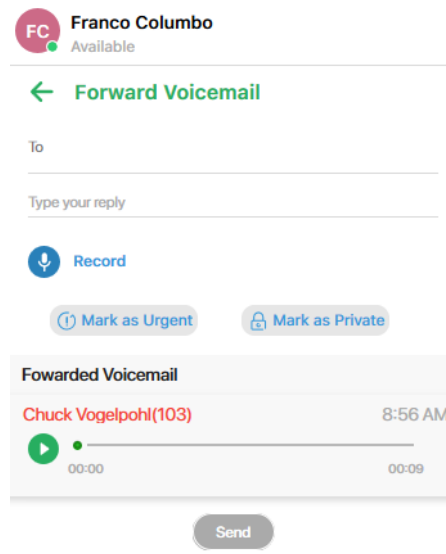 FC
Franco Columbo
Available
Forward Voicemail
To
Type your reply
Record
Mark as Urgent
Mark as Private
Fowarded Voicemail
Chuck Vogelpohl(103) 8:56 AM
00:00 00:09
Send